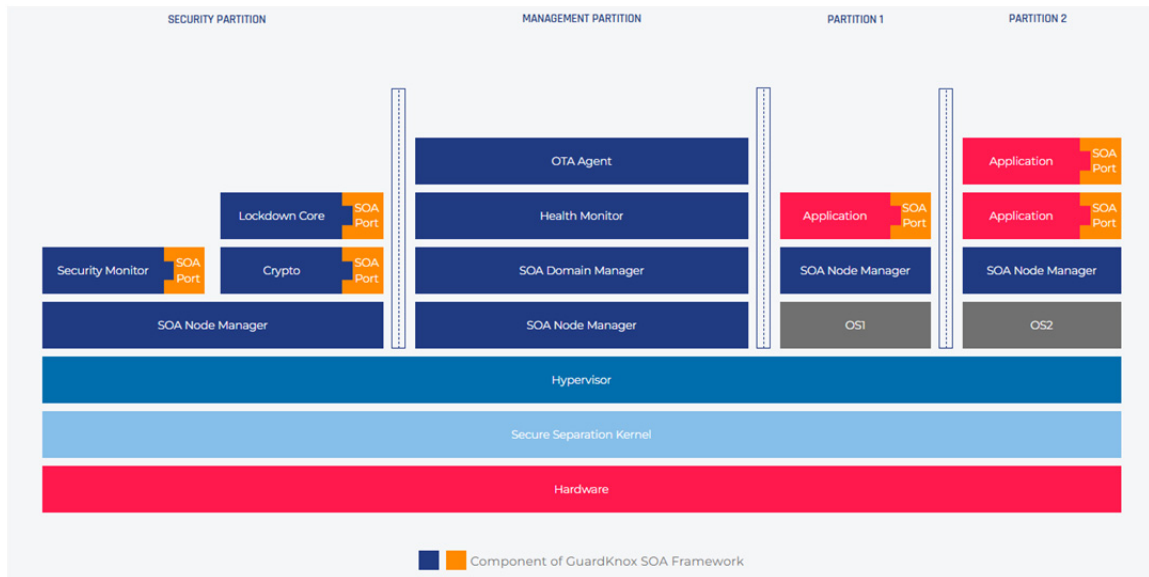 SECURITY PARTITION
MANAGEMENT PARTITION
PARTITION 1
PARTITION 2
OTA Agent
Application
SOA
Port
Lockdown Core
SOA
Port
Health Monitor
Application
SOA
Port
Application
SOA
Port
Security Monitor
SOA
Port
Crypto
SOA
Port
SOA Domain Manager
SOA Node Manager
SOA Node Manager
SOA Node Manager
SOA Node Manager
OS1
OS2
Hypervisor
Secure Separation Kernel
Hardware
Component of GuardKnox SOA Framework